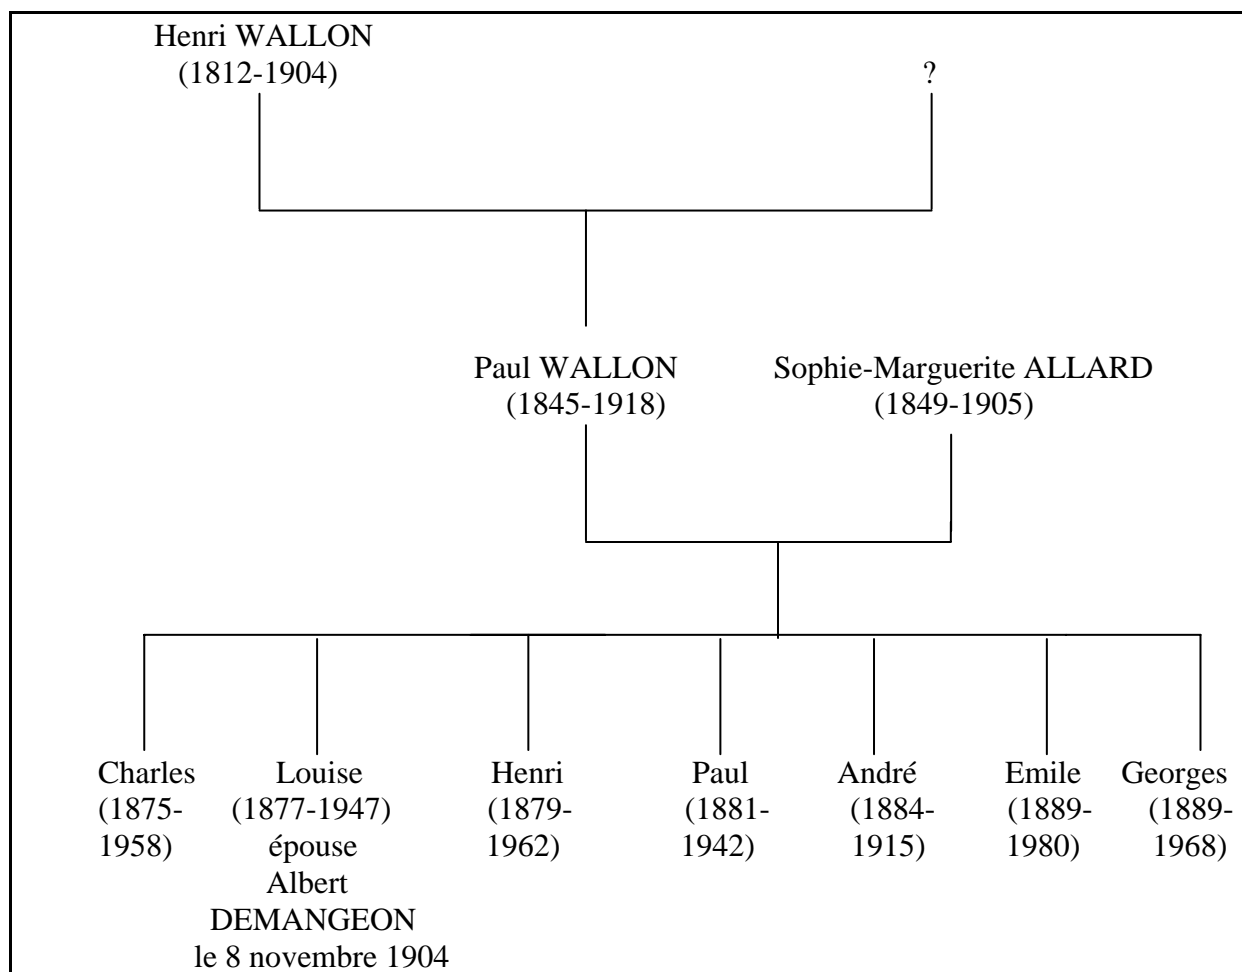 Henri WALLON
(1812-1904)
?
Paul WALLON
(1845-1918)
Sophie-Marguerite ALLARD
(1849-1905)
Charles
(1875-
1958)
Louise
(1877-1947)
épouse
Albert
DEMANGEON
le 8 novembre 1904
Henri
(1879-
1962)
Paul
(1881-
1942)
André
(1884-
1915)
Emile
(1889-
1980)
Georges
(1889-
1968)